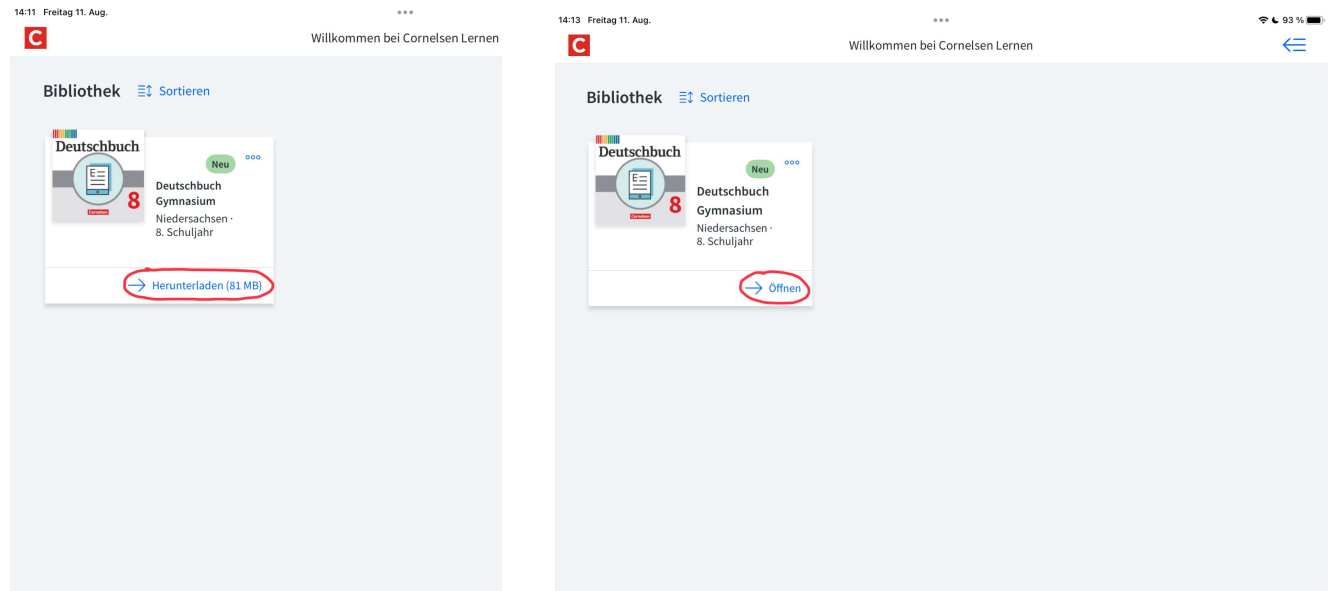 14:11 Freitag 11. Aug.
C
Willkommen bei Cornelsen Lernen
Bibliothek Sortieren
Deutschbuch
8
Cornelsen
Neu
Deutschbuch
Gymnasium
Niedersachsen ·
8. Schuljahr
Herunterladen (81 MB)
14:13 Freitag 11. Aug.
93 %
C
Willkommen bei Cornelsen Lernen
Bibliothek Sortieren
Deutschbuch
8
Cornelsen
Neu
Deutschbuch
Gymnasium
Niedersachsen ·
8. Schuljahr
Öffnen